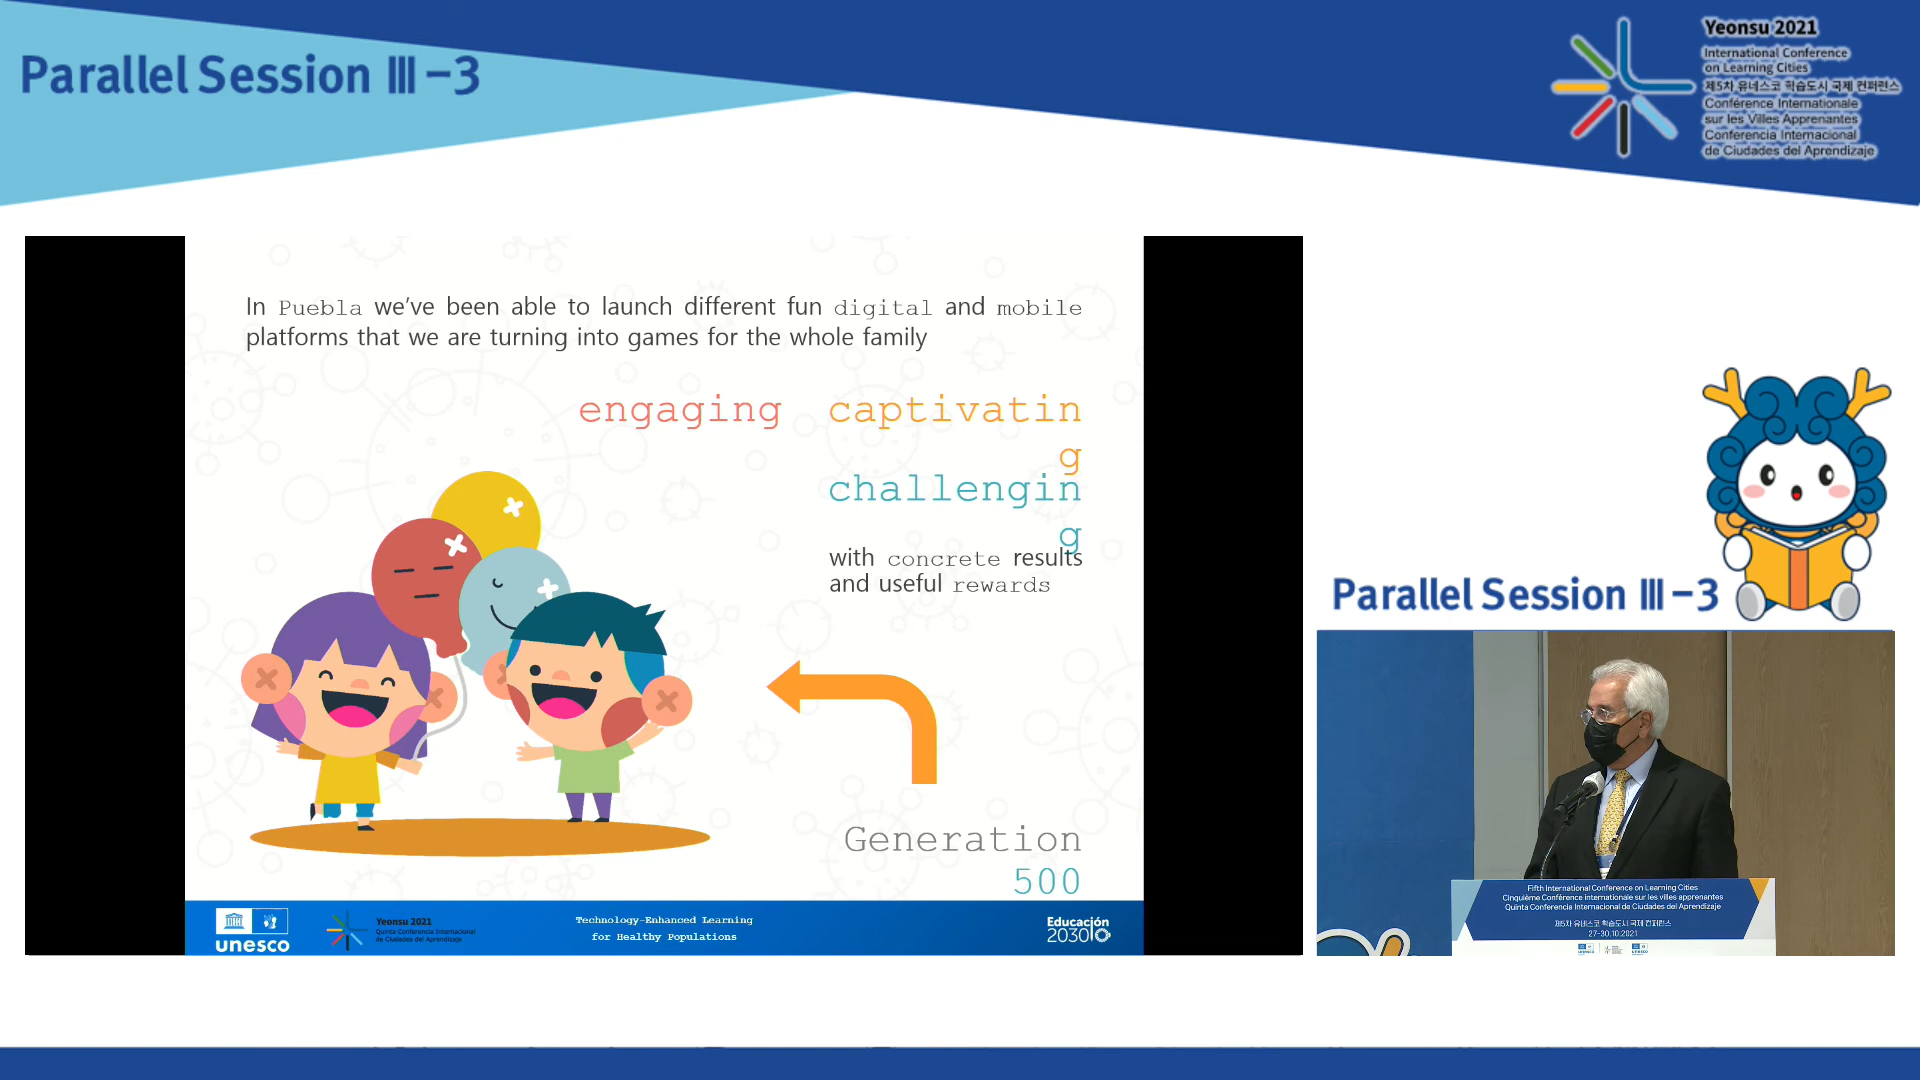 Parallel Session Ⅲ-3
Yeonsu 2021
International Conference
on Learning Cities
제5차 유네스코 학습도시 국제 컨퍼런스
Conférence Internationale
sur les Villes Apprenantes
Conferencia Internacional
de Ciudades del Aprendizaje
In Puebla we've been able to launch different fun digital and mobile
platforms that we are turning into games for the whole family
engaging captivatin
g
challengin
g
with concrete results
and useful rewards
Generation
500
unesco
Yeonsu 2021
Quinta Conferencia Internacional
de Ciudades del Aprendizaje
Technology-Enhanced Learning
for Healthy Populations
Educación
2030
Parallel Session Ⅲ-3
Fifth International Conference on Learning Cities
Cinquième Conférence internationale sur les villes apprenantes
Quinta Conferencia Internacional de Ciudades del Aprendizaje
제5차 유네스코 학습도시 국제 컨퍼런스
27-30.10.2021